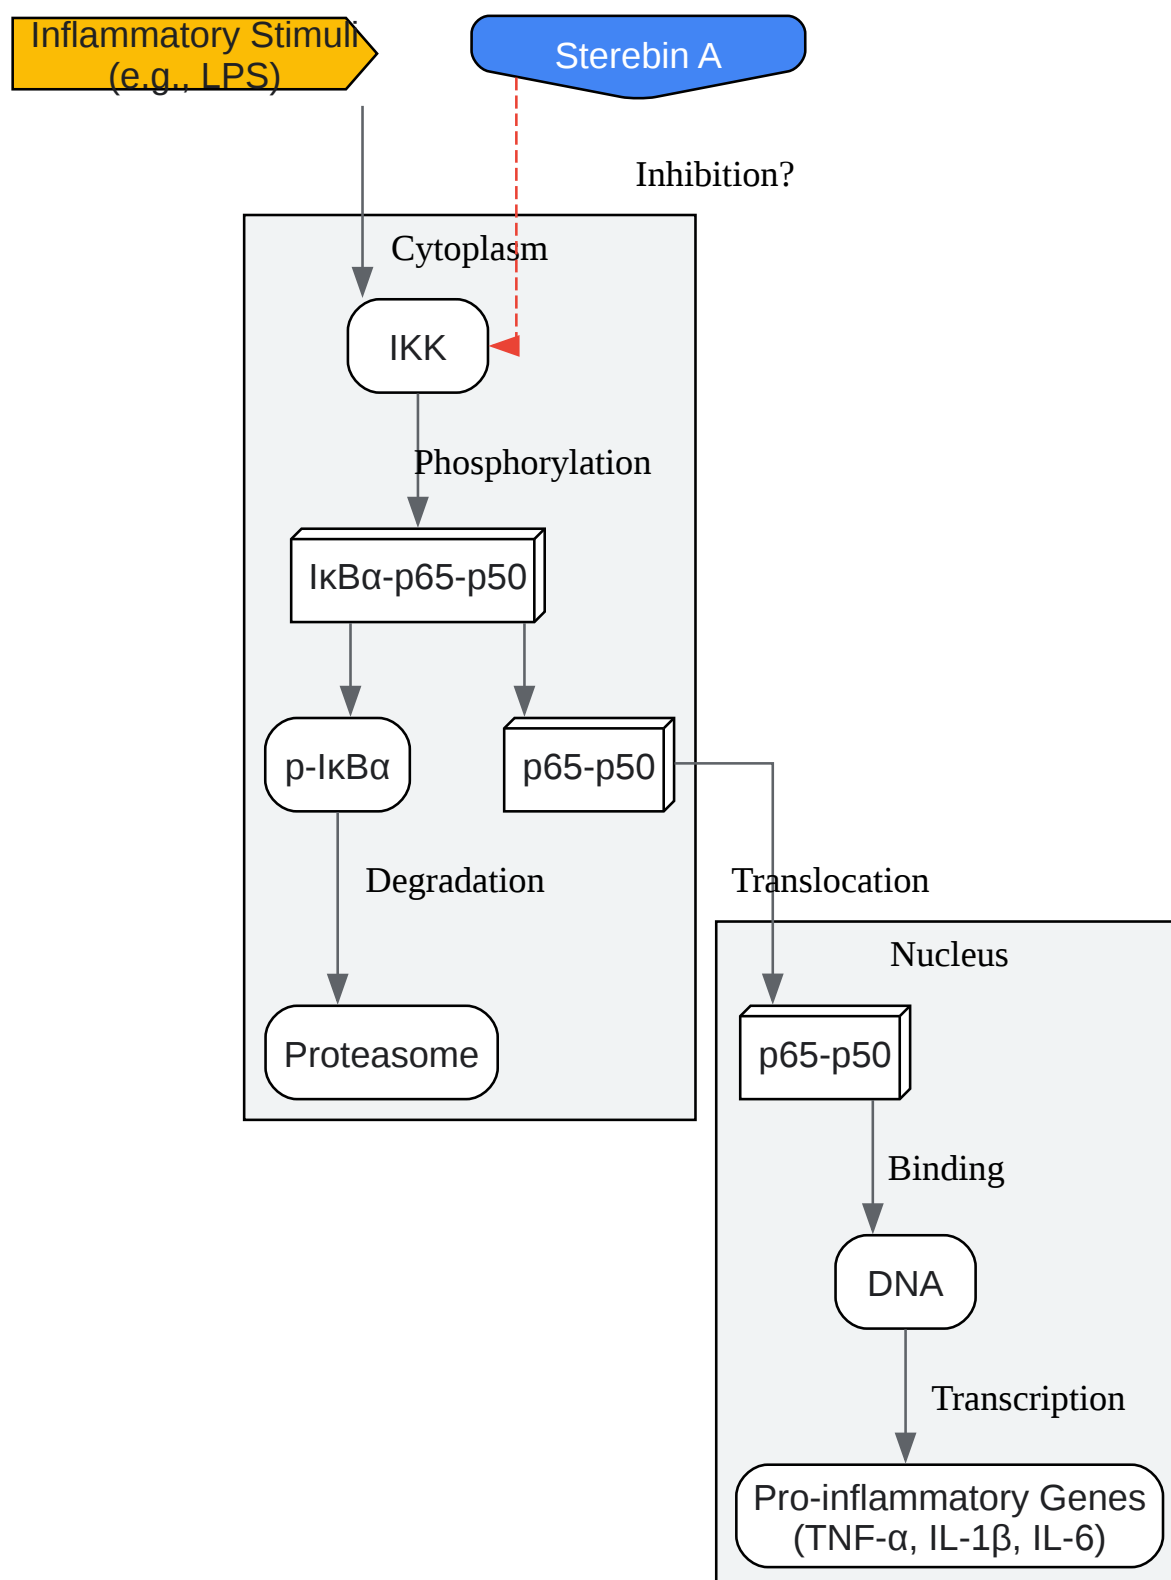 Inflammatory Stimuli
(e.g., LPS)
Sterebin A
Inhibition?
Cytoplasm
IKK
Phosphorylation
IκBα-p65-p50
p-IκBα
p65-p50
Degradation
Translocation
Nucleus
Proteasome
p65-p50
Binding
DNA
Transcription
Pro-inflammatory Genes
(TNF-α, IL-1β, IL-6)